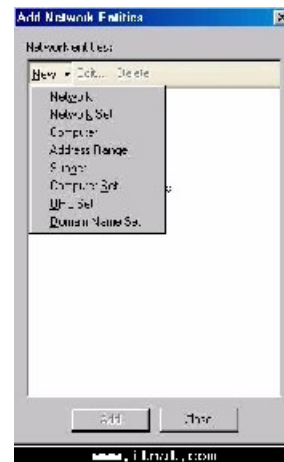 Add Network Entities
Network entities:
New Edit... Delete
Network
Network Set
Computer
Address Range
Subnet
Computer Set
URL Set
Domain Name Set
Add Close